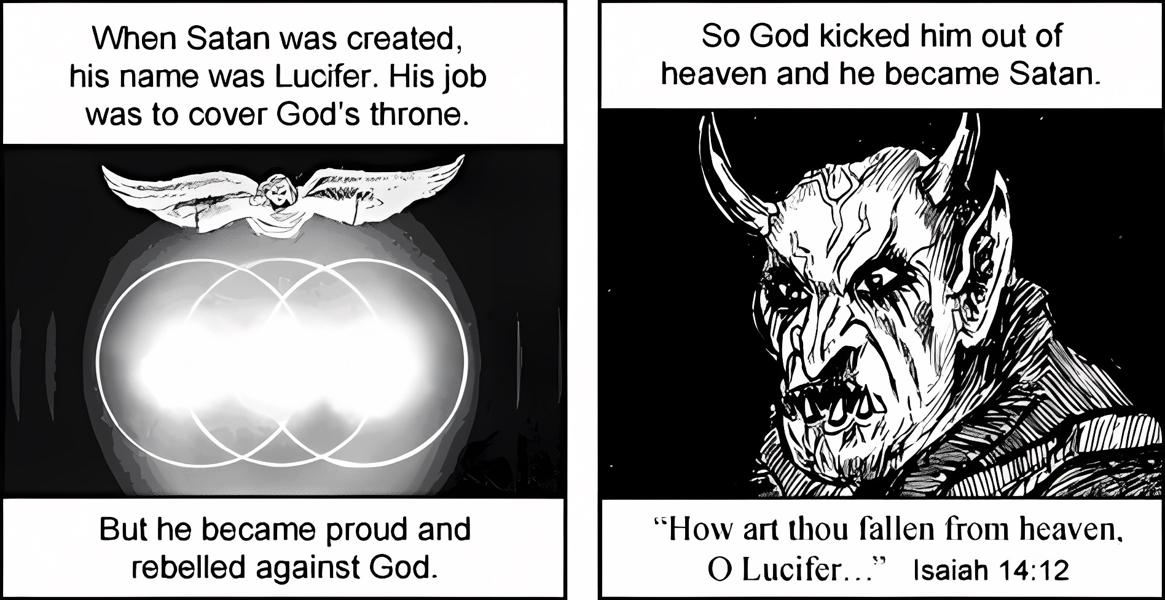 When Satan was created,
his name was Lucifer. His job
was to cover God's throne.
But he became proud and
rebelled against God.
So God kicked him out of
heaven and he became Satan.
“How art thou fallen from heaven,
O Lucifer...” Isaiah 14:12